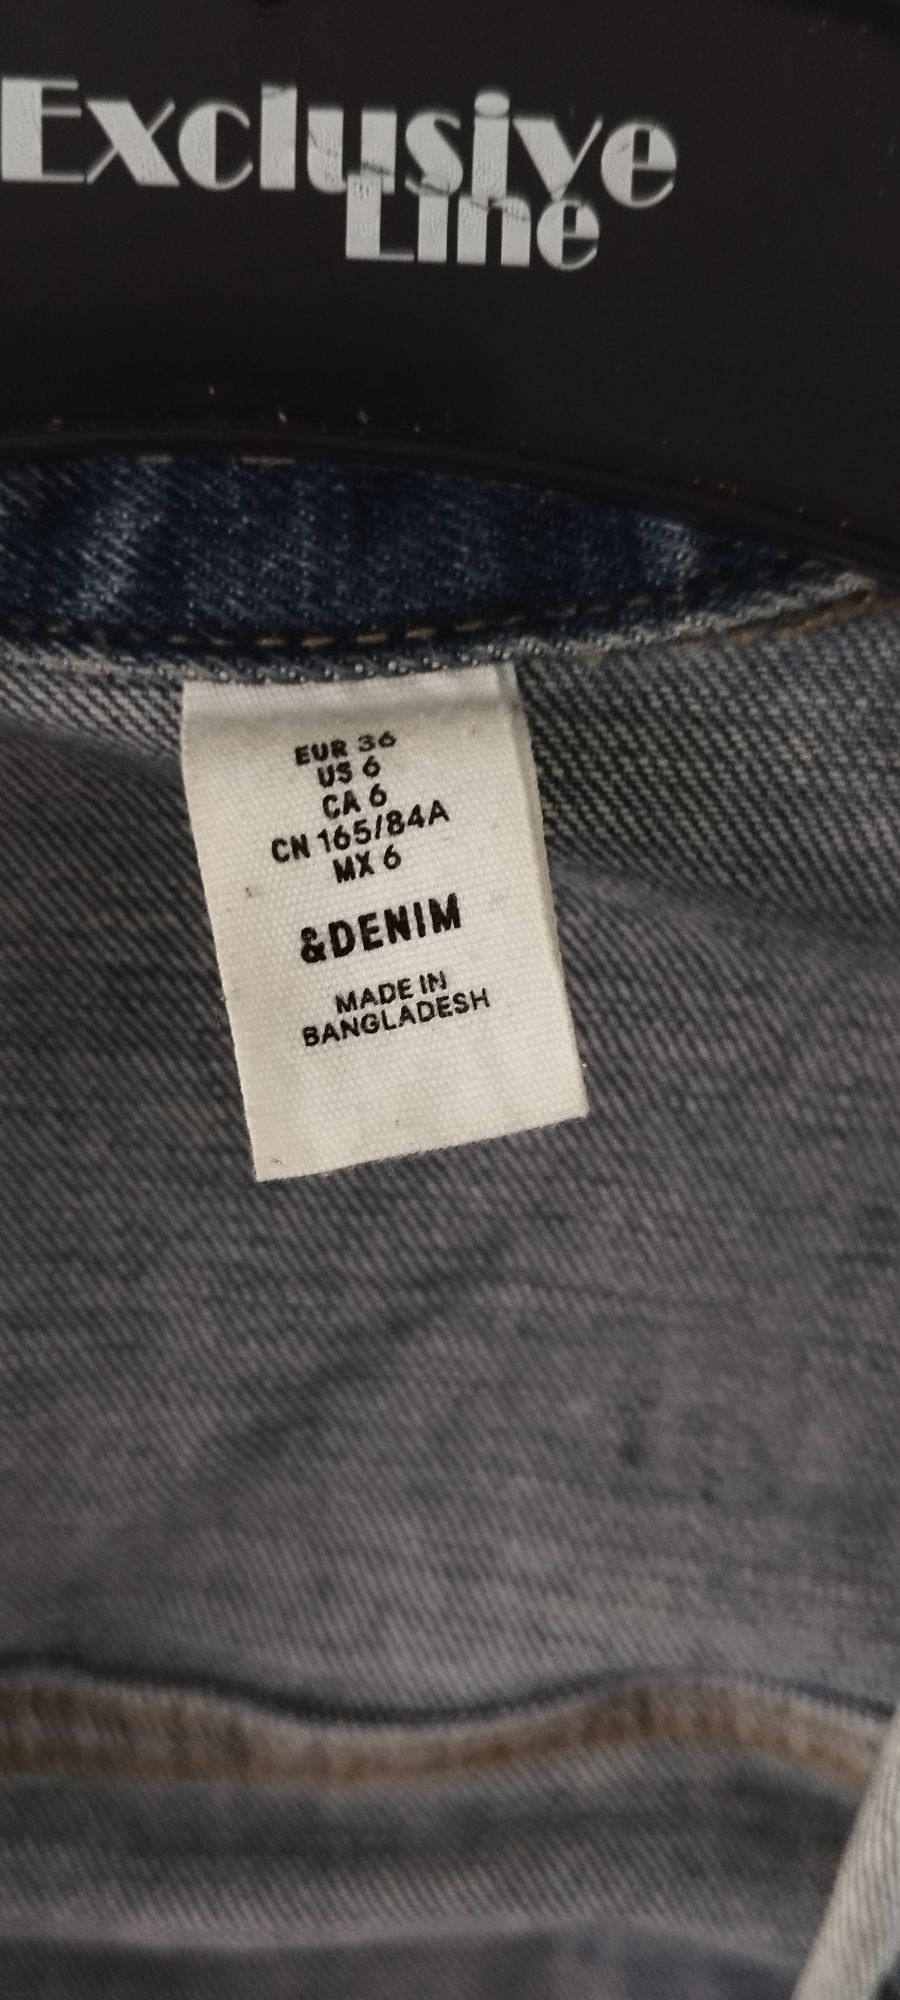 Exclusive
Line
EUR 36
US 6
CA 6
CN 165/84A
MX 6
&DENIM
MADE IN
BANGLADESH